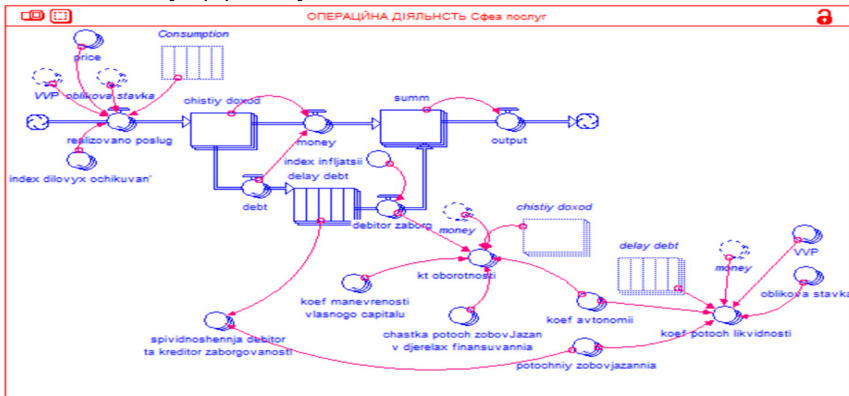 ОПЕРАЦІЙНА ДІЯЛЬНСТЬ Сфеа послуг
Consumption
price
VVP
oblikova stavka
chistiy doxod
summ
realizovano poslug
money
output
index infljatsii
index dilovyx ochikuvan`
delay debt
debt
debitor zaborg
chistiy doxod
money
delay debt
VVP
kt oborotnosti
money
oblikova stavka
koef manevrenosti
vlasnogo capitalu
koef avtonomii
chastka potoch zobovJazan
v djerelax finansuvannia
koef potoch likvidnosti
spividnoshennja debitor
ta kreditor zaborgovanosti
potochniy zobovjazannia